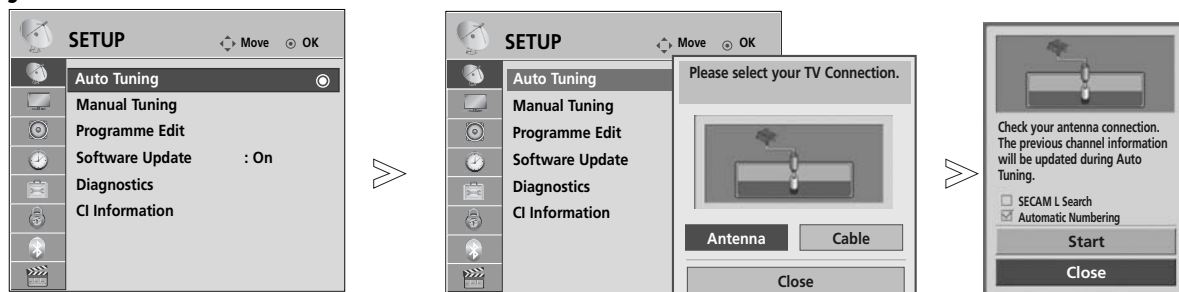 SETUP
Move OK
Auto Tuning
Manual Tuning
Programme Edit
Software Update : On
Diagnostics
CI Information
SETUP
Move OK
Auto Tuning
Manual Tuning
Programme Edit
Software Update
Diagnostics
CI Information
Please select your TV Connection.
Antenna Cable
Close
Check your antenna connection.
The previous channel information
will be updated during Auto
Tuning.
SECAM L Search
Automatic Numbering
Start
Close